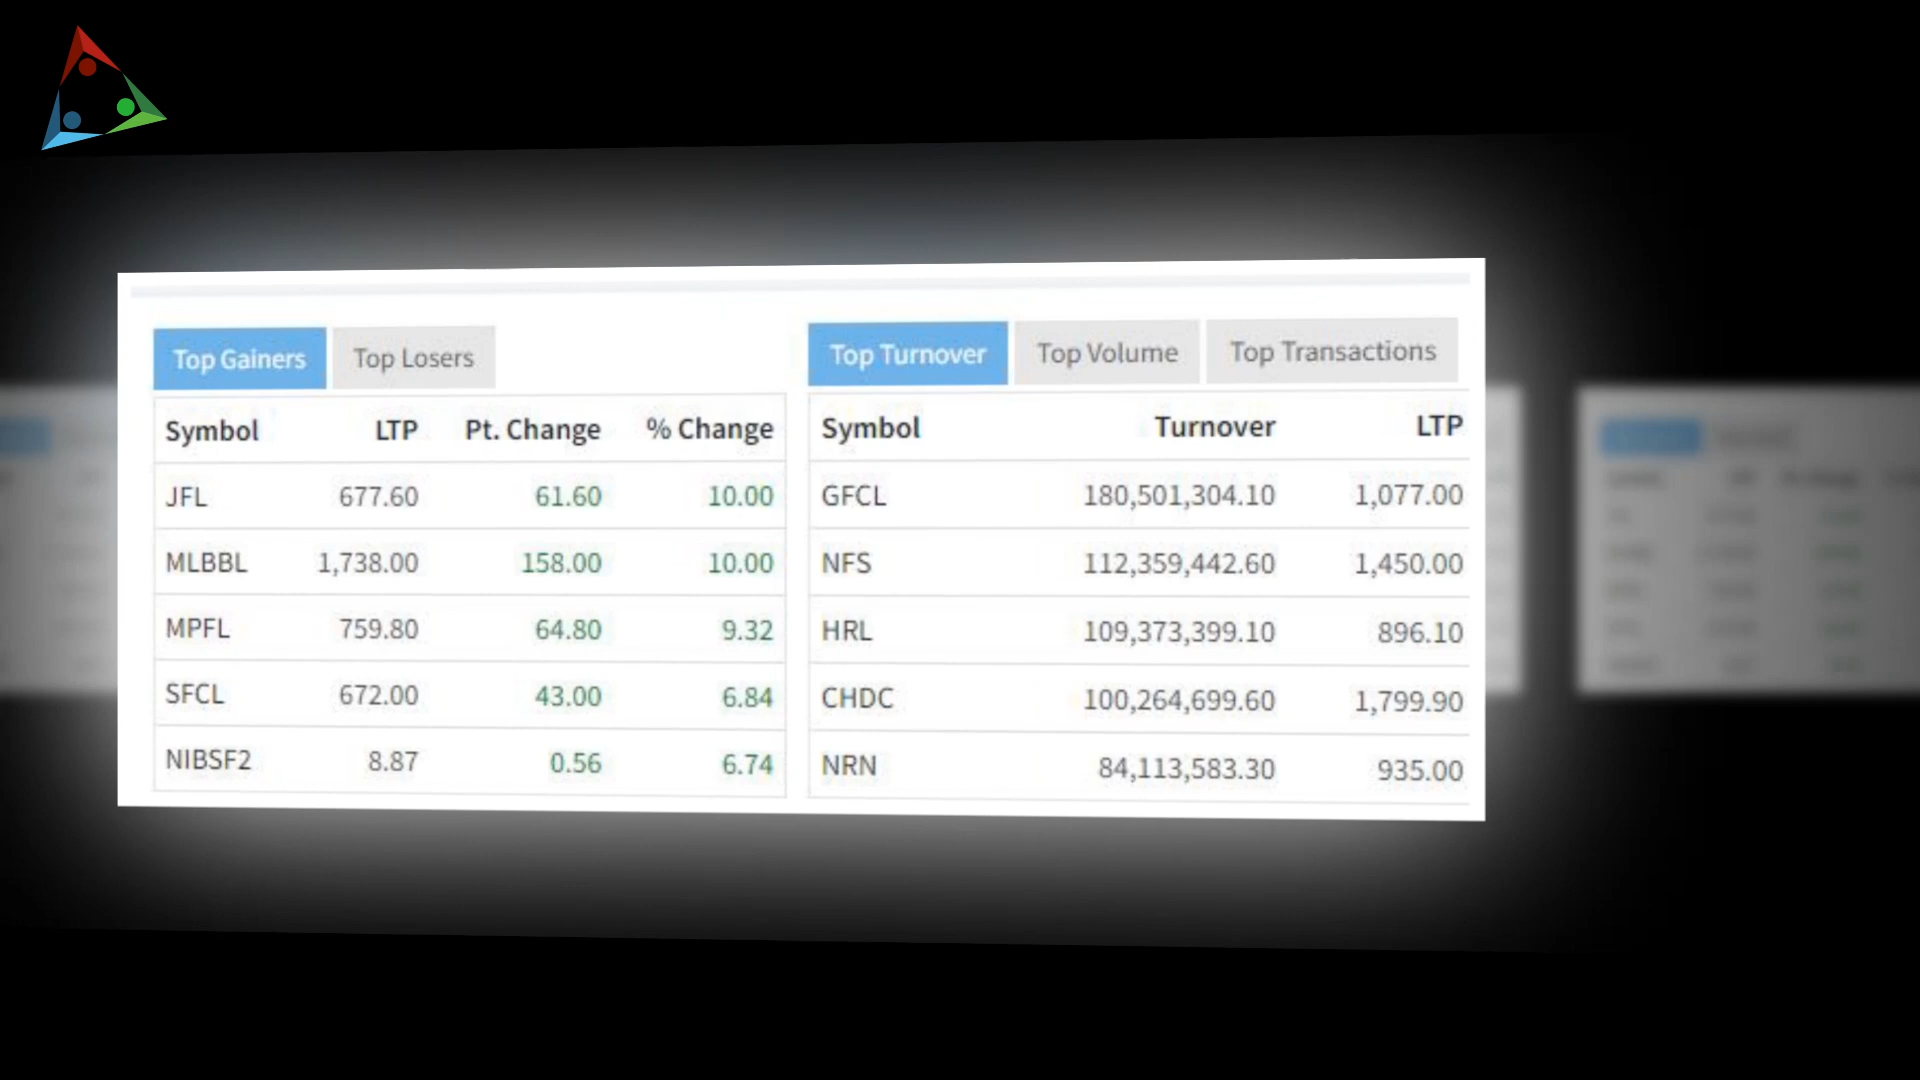 Top Gainers Top Losers
Symbol LTP Pt. Change % Change
JFL 677.60 61.60 10.00
MLBBL 1,738.00 158.00 10.00
MPFL 759.80 64.80 9.32
SFCL 672.00 43.00 6.84
NIBSF2 8.87 0.56 6.74
Top Turnover Top Volume Top Transactions
Symbol Turnover LTP
GFCL 180,501,304.10 1,077.00
NFS 112,359,442.60 1,450.00
HRL 109,373,399.10 896.10
CHDC 100,264,699.60 1,799.90
NRN 84,113,583.30 935.00